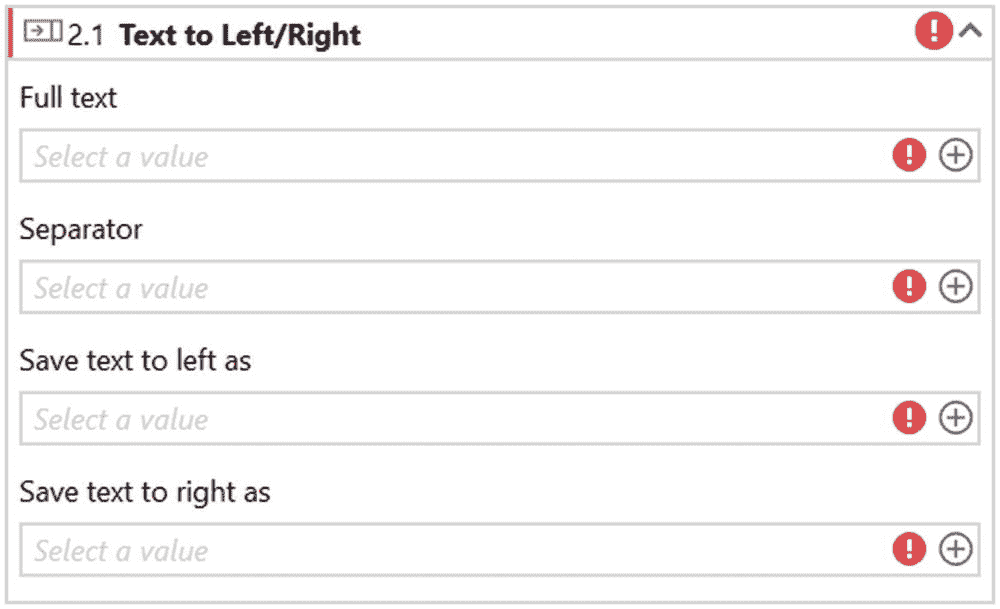 2.1 Text to Left/Right
Full text
Select a value
Separator
Select a value
Save text to left as
Select a value
Save text to right as
Select a value